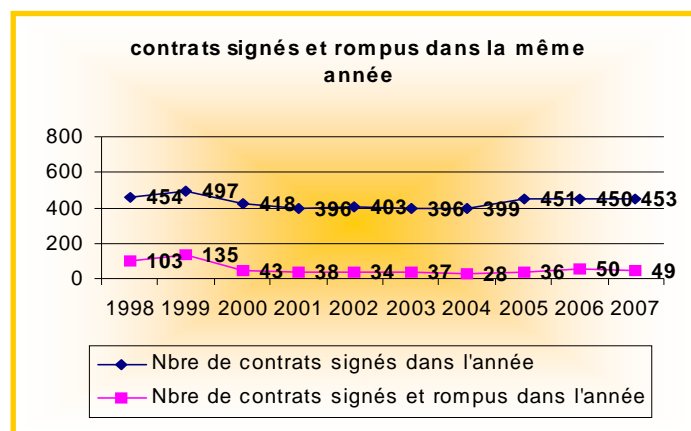 contrats signés et rompus dans la même
année
800
600
400
200
0
454 497 418 396 403 396 399 451 450 453
103 135 43 38 34 37 28 36 50 49
1998 1999 2000 2001 2002 2003 2004 2005 2006 2007
Nbre de contrats signés dans l'année
Nbre de contrats signés et rompus dans l'année